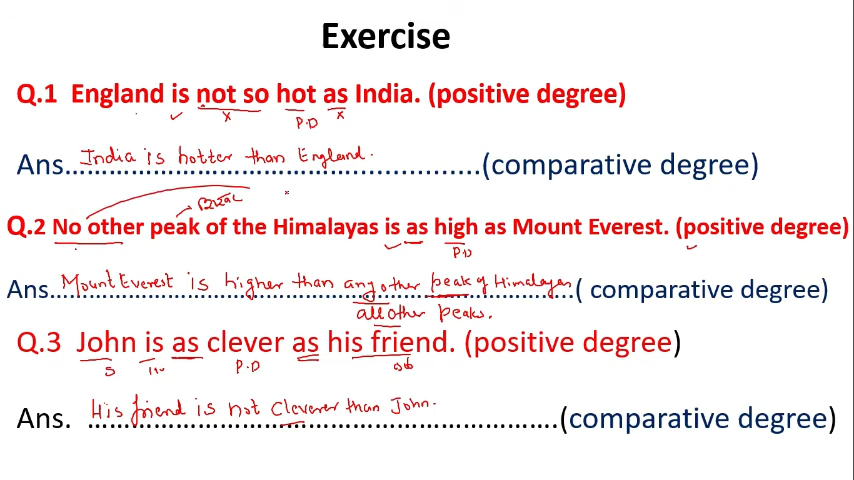 Exercise
Q.1 England is not so hot as India. (positive degree)
x P.D x
Ans India is hotter than England. (comparative degree)
Q.2 No other peak of the Himalayas is as high as Mount Everest. (positive degree)
P.D
Ans. Mount Everest is higher than any other peak of Himalayas ( comparative degree)
all other peaks.
Q.3 John is as clever as his friend. (positive degree)
S P.D ob
Ans. His friend is not cleverer than John. (comparative degree)